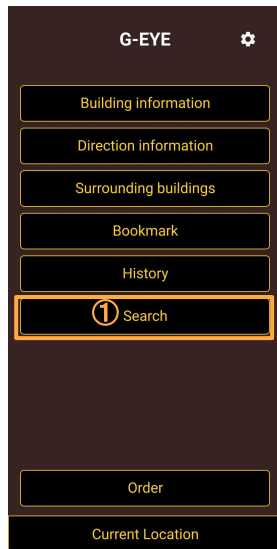 G-EYE
Building information
Direction information
Surrounding buildings
Bookmark
History
① Search
Order
Current Location